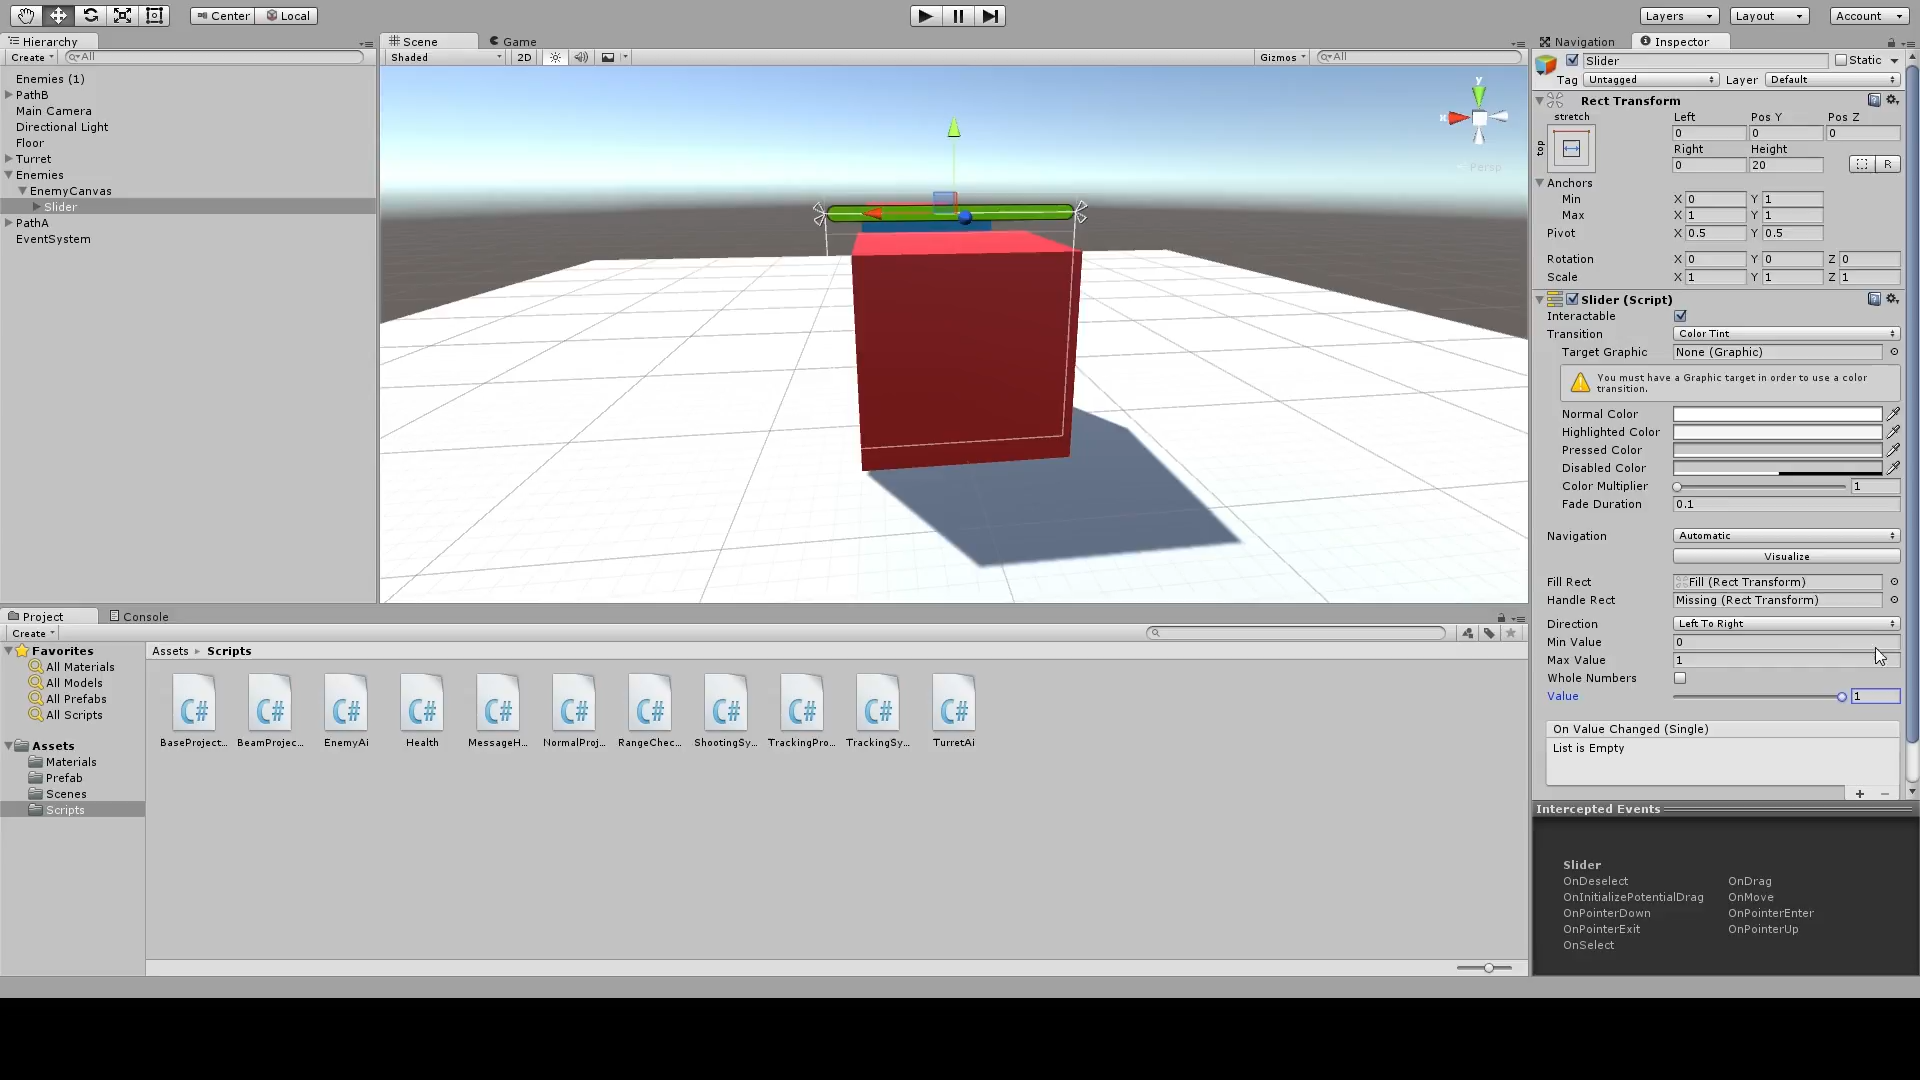 Center Local Layers Layout Account
Hierarchy Scene Game Navigation Inspector
Create All Shaded 2D Gizmos All
Slider Static
Tag Untagged Layer Default
Enemies (1)
PathB
Main Camera
Directional Light
Floor
Turret
Enemies
EnemyCanvas
Slider
PathA
EventSystem
y
x
Persp
Rect Transform
stretch Left Pos Y Pos Z
top
0 0 0
Right Height
0 20 R
Anchors
Min X 0 Y 1
Max X 1 Y 1
Pivot X 0.5 Y 0.5
Rotation X 0 Y 0 Z 0
Scale X 1 Y 1 Z 1
Slider (Script)
Interactable
Transition Color Tint
Target Graphic None (Graphic)
You must have a Graphic target in order to use a color
transition.
Normal Color
Highlighted Color
Pressed Color
Disabled Color
Color Multiplier 1
Fade Duration 0.1
Navigation Automatic
Visualize
Fill Rect Fill (Rect Transform)
Handle Rect Missing (Rect Transform)
Direction Left To Right
Min Value 0
Max Value 1
Whole Numbers
Value 1
On Value Changed (Single)
List is Empty
+ −
Project Console
Create
Favorites
All Materials
All Models
All Prefabs
All Scripts
Assets
Materials
Prefab
Scenes
Scripts
Assets Scripts
C# C# C# C# C# C# C# C# C# C# C#
BaseProject... BeamProjec... EnemyAi Health MessageH... NormalProj... RangeChec... ShootingSy... TrackingPro... TrackingSy... TurretAi
Intercepted Events
Slider
OnDeselect OnDrag
OnInitializePotentialDrag OnMove
OnPointerDown OnPointerEnter
OnPointerExit OnPointerUp
OnSelect